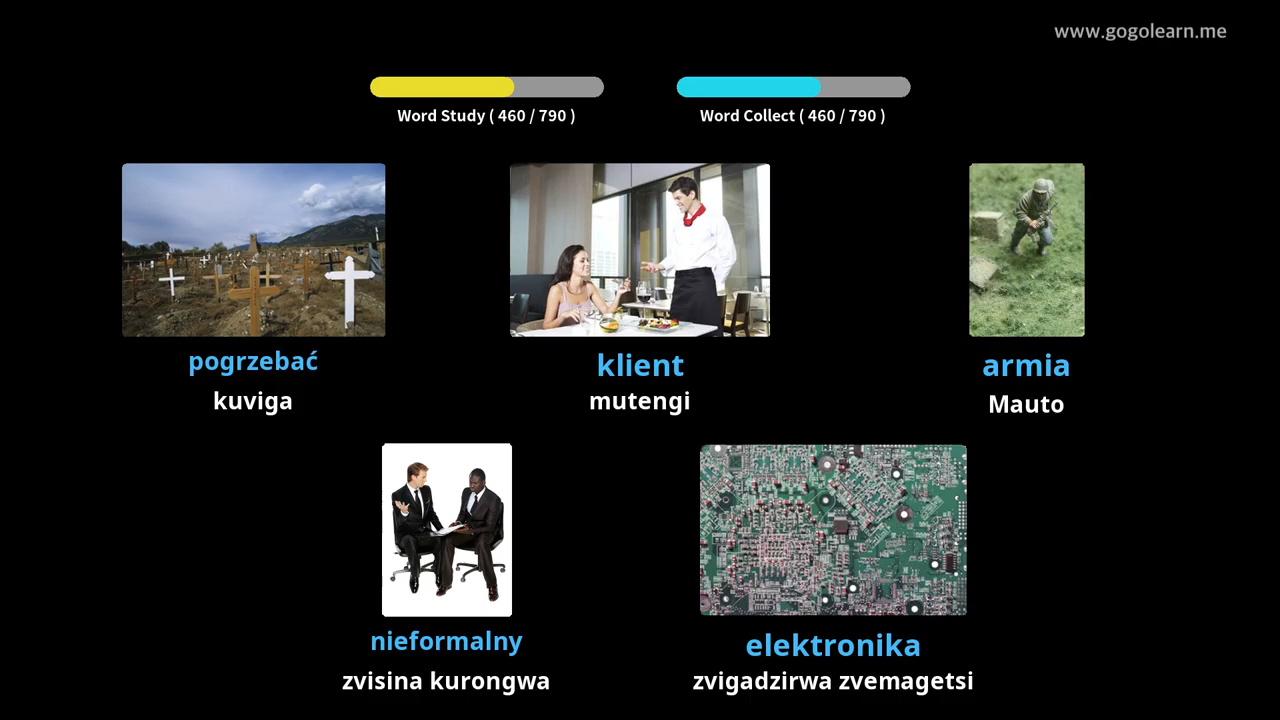 www.gogolearn.me
Word Study ( 460 / 790 )
Word Collect ( 460 / 790 )
pogrzebać
kuviga
klient
mutengi
armia
Mauto
nieformalny
zvisina kurongwa
elektronika
zvigadzirwa zvemagetsi